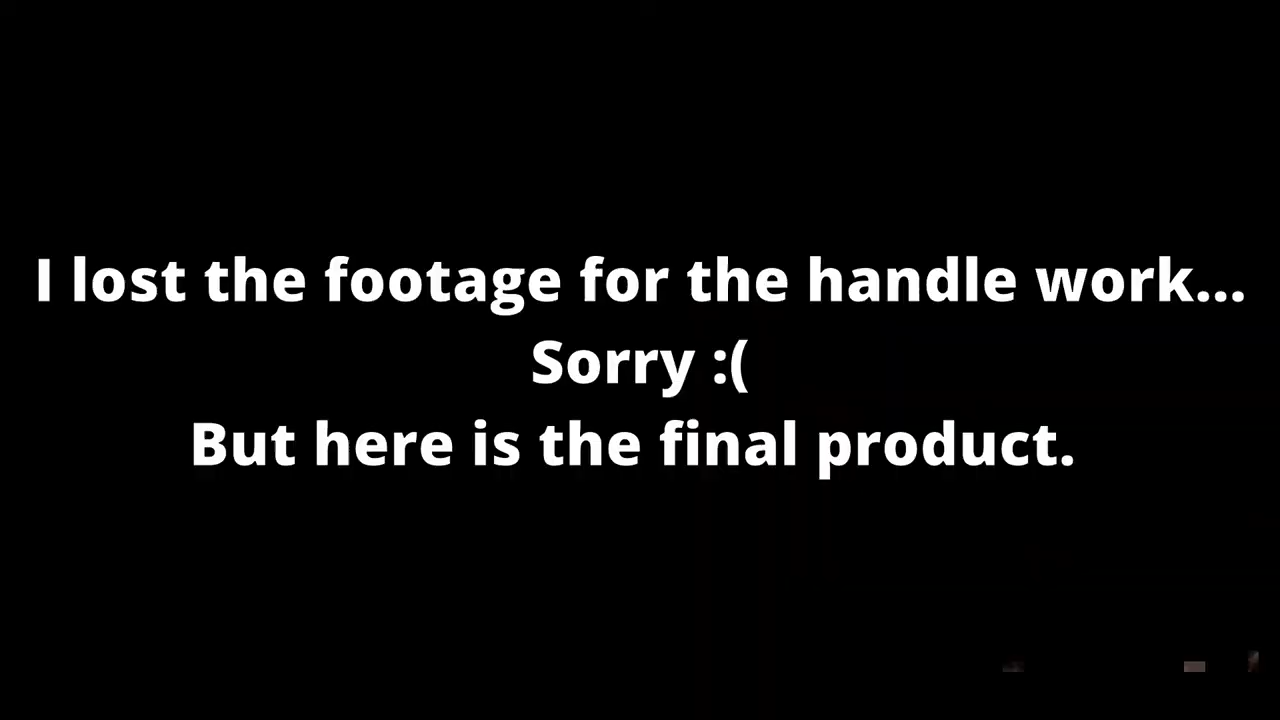 I lost the footage for the handle work...
Sorry :(
But here is the final product.